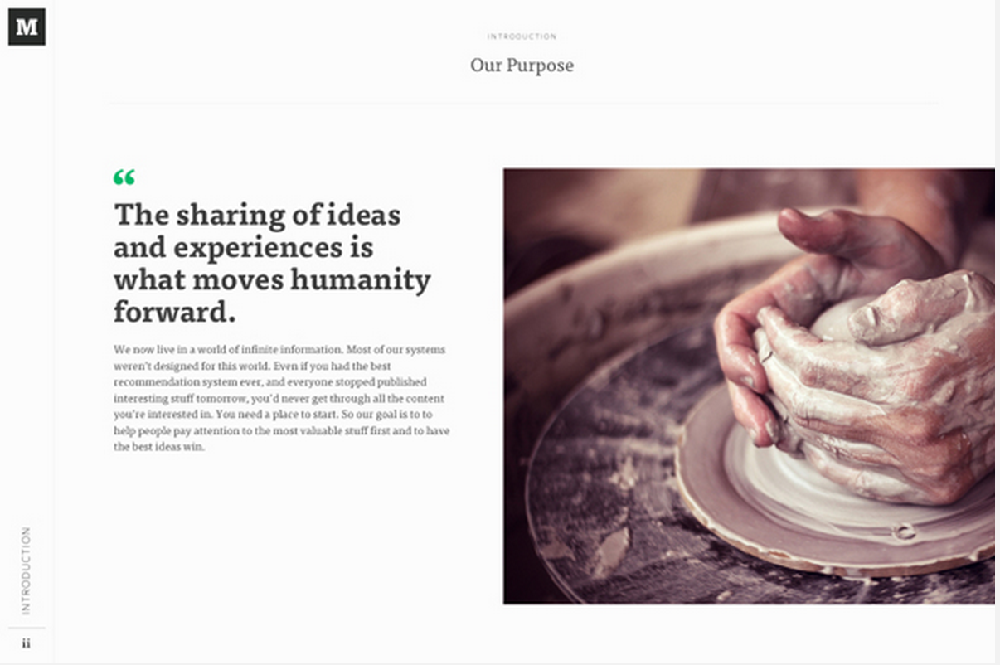 M
INTRODUCTION
Our Purpose
“
The sharing of ideas
and experiences is
what moves humanity
forward.
We now live in a world of infinite information. Most of our systems
weren't designed for this world. Even if you had the best
recommendation system ever, and everyone stopped published
interesting stuff tomorrow, you'd never get through all the content
you're interested in. You need a place to start. So our goal is to to
help people pay attention to the most valuable stuff first and to have
the best ideas win.
INTRODUCTION
ii